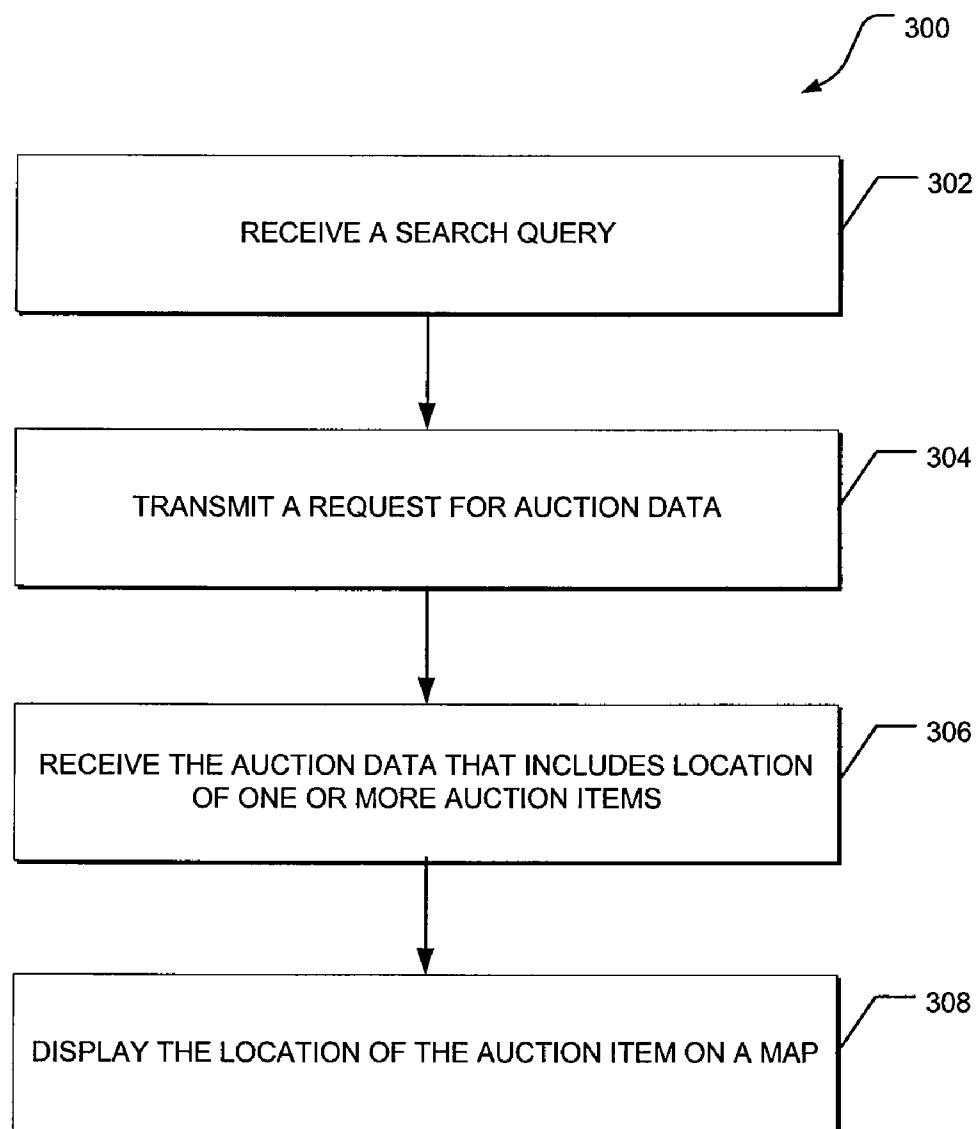 300
RECEIVE A SEARCH QUERY
302
TRANSMIT A REQUEST FOR AUCTION DATA
304
RECEIVE THE AUCTION DATA THAT INCLUDES LOCATION
OF ONE OR MORE AUCTION ITEMS
306
DISPLAY THE LOCATION OF THE AUCTION ITEM ON A MAP
308